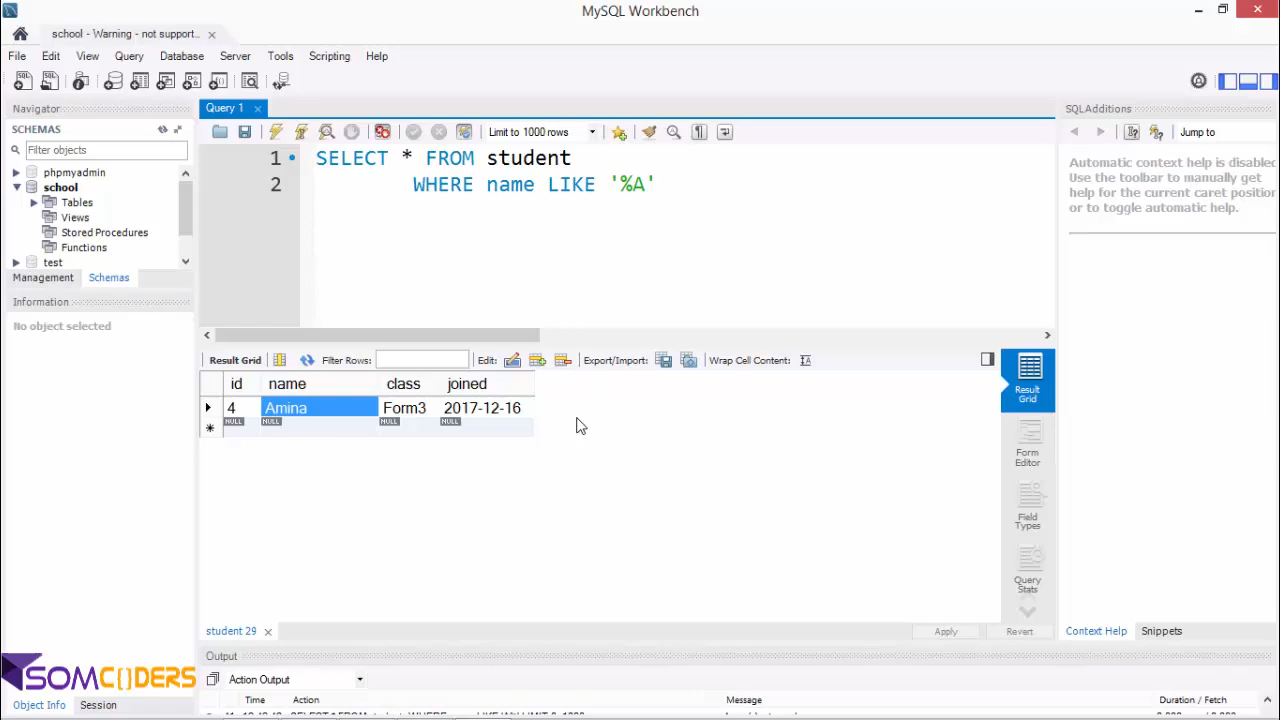 MySQL Workbench
school - Warning - not support..
File Edit View Query Database Server Tools Scripting Help
Navigator
SCHEMAS
Filter objects
phpmyadmin
school
Tables
Views
Stored Procedures
Functions
test
Management Schemas
Information
No object selected
Query 1
Limit to 1000 rows
1 SELECT * FROM student
2 WHERE name LIKE '%A'
Result Grid Filter Rows: Edit: Export/Import: Wrap Cell Content:
id name class joined
4 Amina Form3 2017-12-16
NULL NULL NULL NULL
Result Grid
Form Editor
Field Types
Query Stats
student 29
Apply Revert
SQLAdditions
Jump to
Automatic context help is disabled
Use the toolbar to manually get
help for the current caret position
or to toggle automatic help.
Context Help Snippets
Output
Action Output
Time Action Message Duration / Fetch
SOMCODERS
Object Info Session